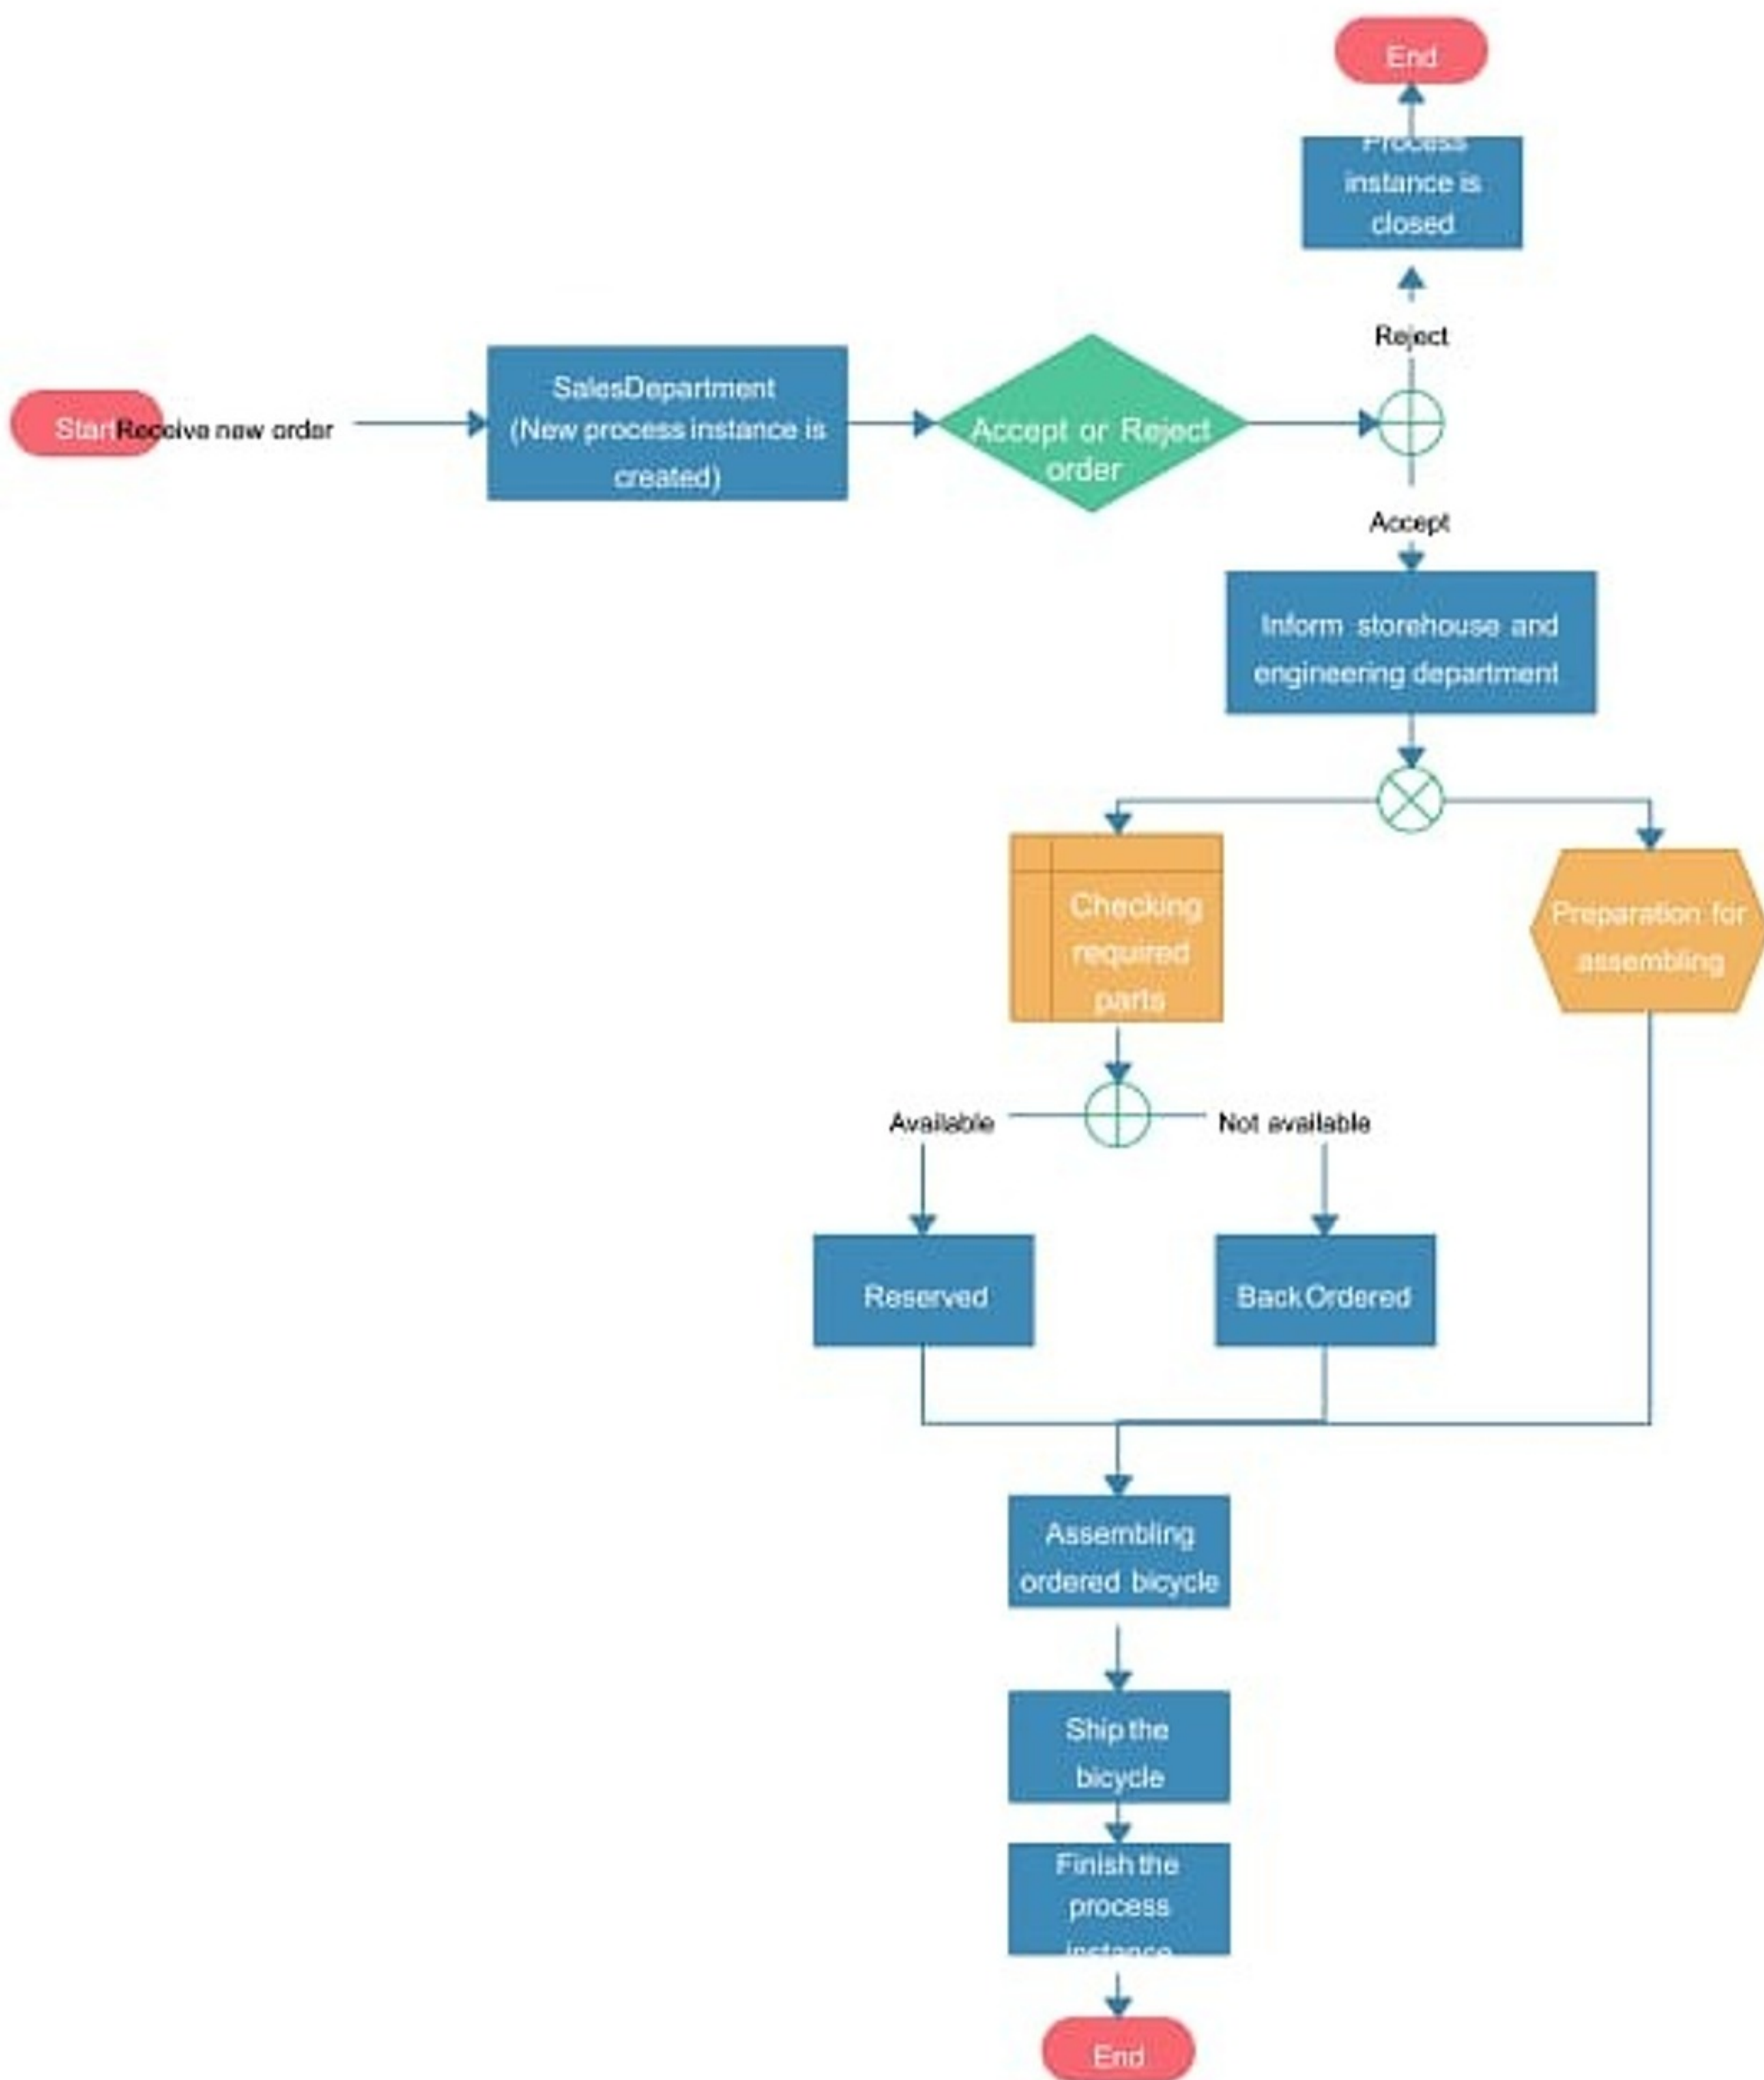 End
Process
instance is
closed
Reject
Start
Receive new order
SalesDepartment
(New process instance is
created)
Accept or Reject
order
Accept
Inform storehouse and
engineering department
Checking
required
parts
Preparation for
assembling
Available
Not available
Reserved
BackOrdered
Assembling
ordered bicycle
Ship the
bicycle
Finish the
process
instance
End